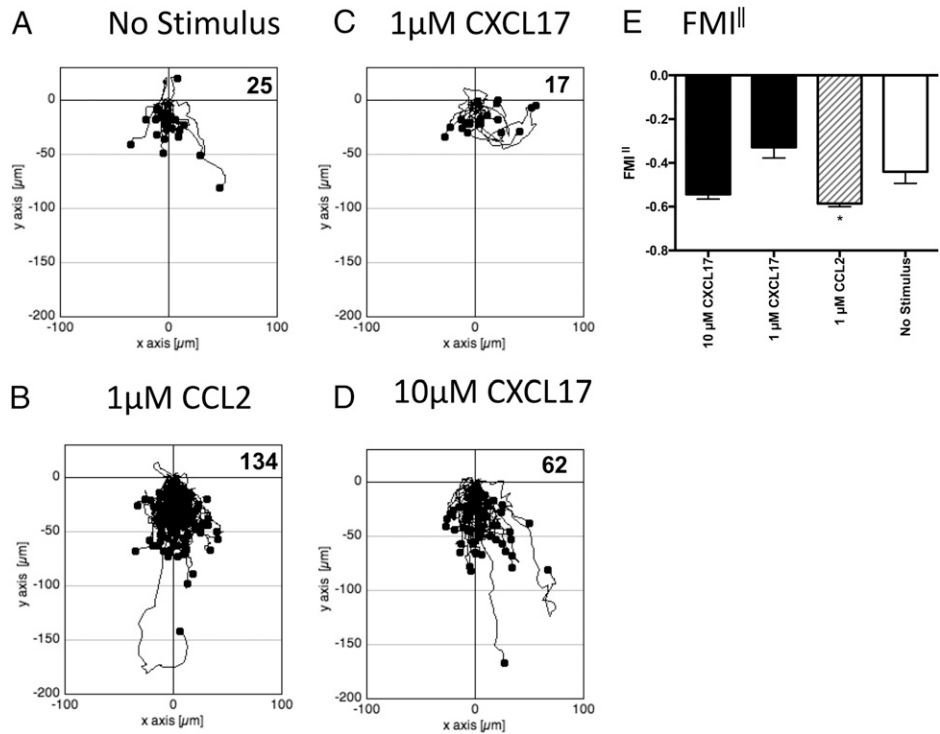 A No Stimulus
25
0
-50
-100
-150
-200
-100 0 100
x axis [µm]
y axis [µm]
C 1µM CXCL17
17
0
-50
-100
-150
-200
-100 0 100
x axis [µm]
y axis [µm]
E FMI||
0.0
-0.2
-0.4
-0.6
-0.8
FMI II
*
10 µM CXCL17
1 µM CXCL17
1 µM CCL2
No Stimulus
B 1µM CCL2
134
0
-50
-100
-150
-200
-100 0 100
x axis [µm]
y axis [µm]
D 10µM CXCL17
62
0
-50
-100
-150
-200
-100 0 100
x axis [µm]
y axis [µm]